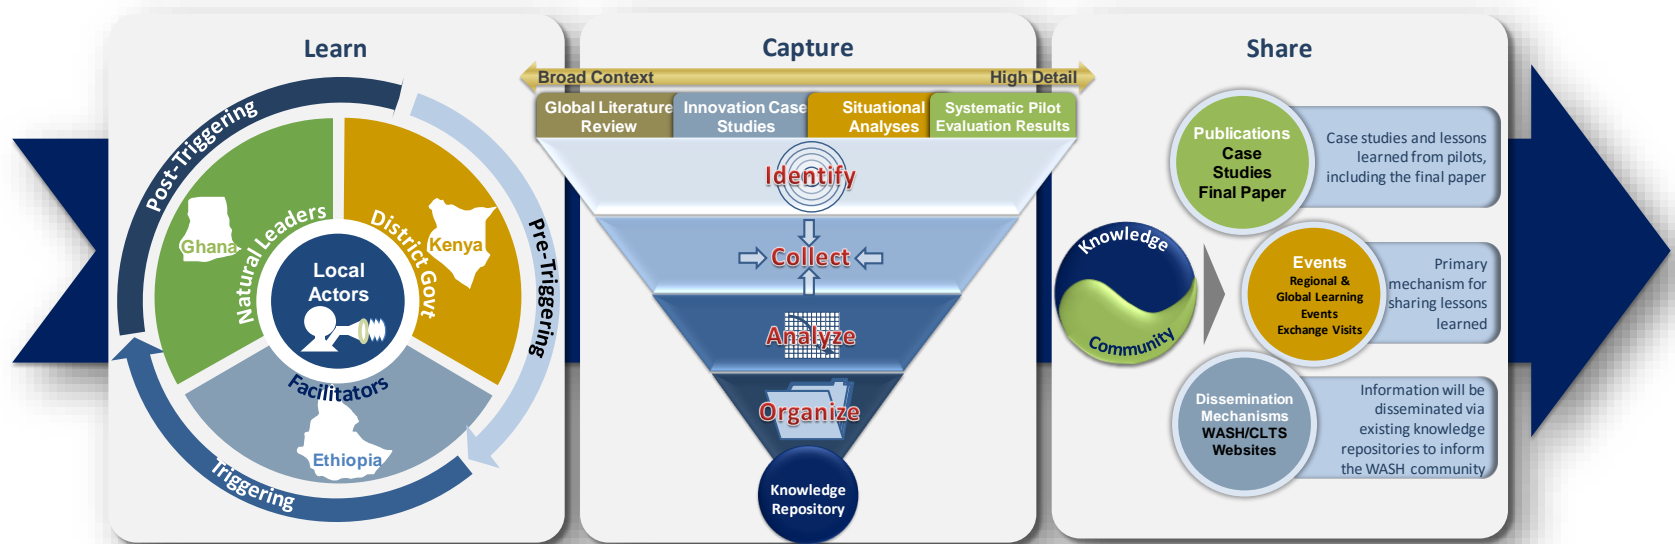 Learn
Post-Triggering
Pre-Triggering
Triggering
Natural Leaders
District Govt
Facilitators
Ghana
Kenya
Ethiopia
Local
Actors
Capture
Broad Context
High Detail
Global Literature
Review
Innovation Case
Studies
Situational
Analyses
Systematic Pilot
Evaluation Results
Identify
Collect
Analyze
Organize
Knowledge
Repository
Share
Knowledge
Community
Publications
Case
Studies
Final Paper
Case studies and lessons
learned from pilots,
including the final paper
Events
Regional &
Global Learning
Events
Exchange Visits
Primary
mechanism for
sharing lessons
learned
Dissemination
Mechanisms
WASH/CLTS
Websites
Information will be
disseminated via
existing knowledge
repositories to inform
the WASH community